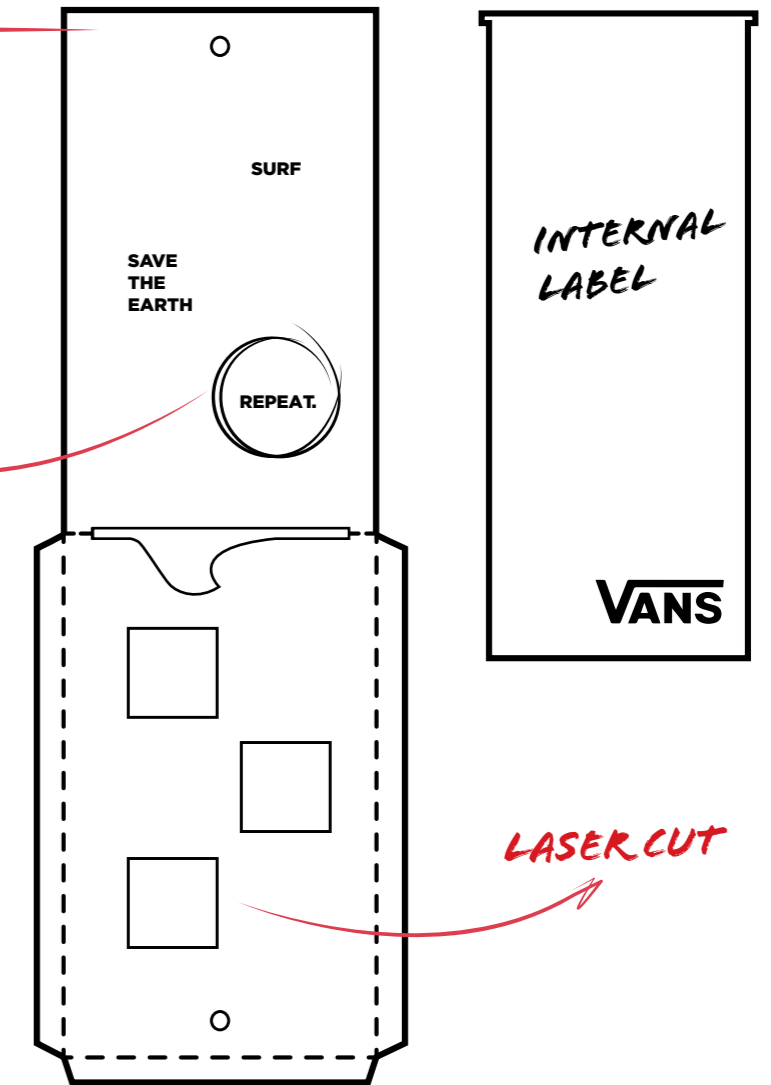 SURF
SAVE
THE
EARTH
REPEAT.
INTERNAL
LABEL
VANS
LASER CUT